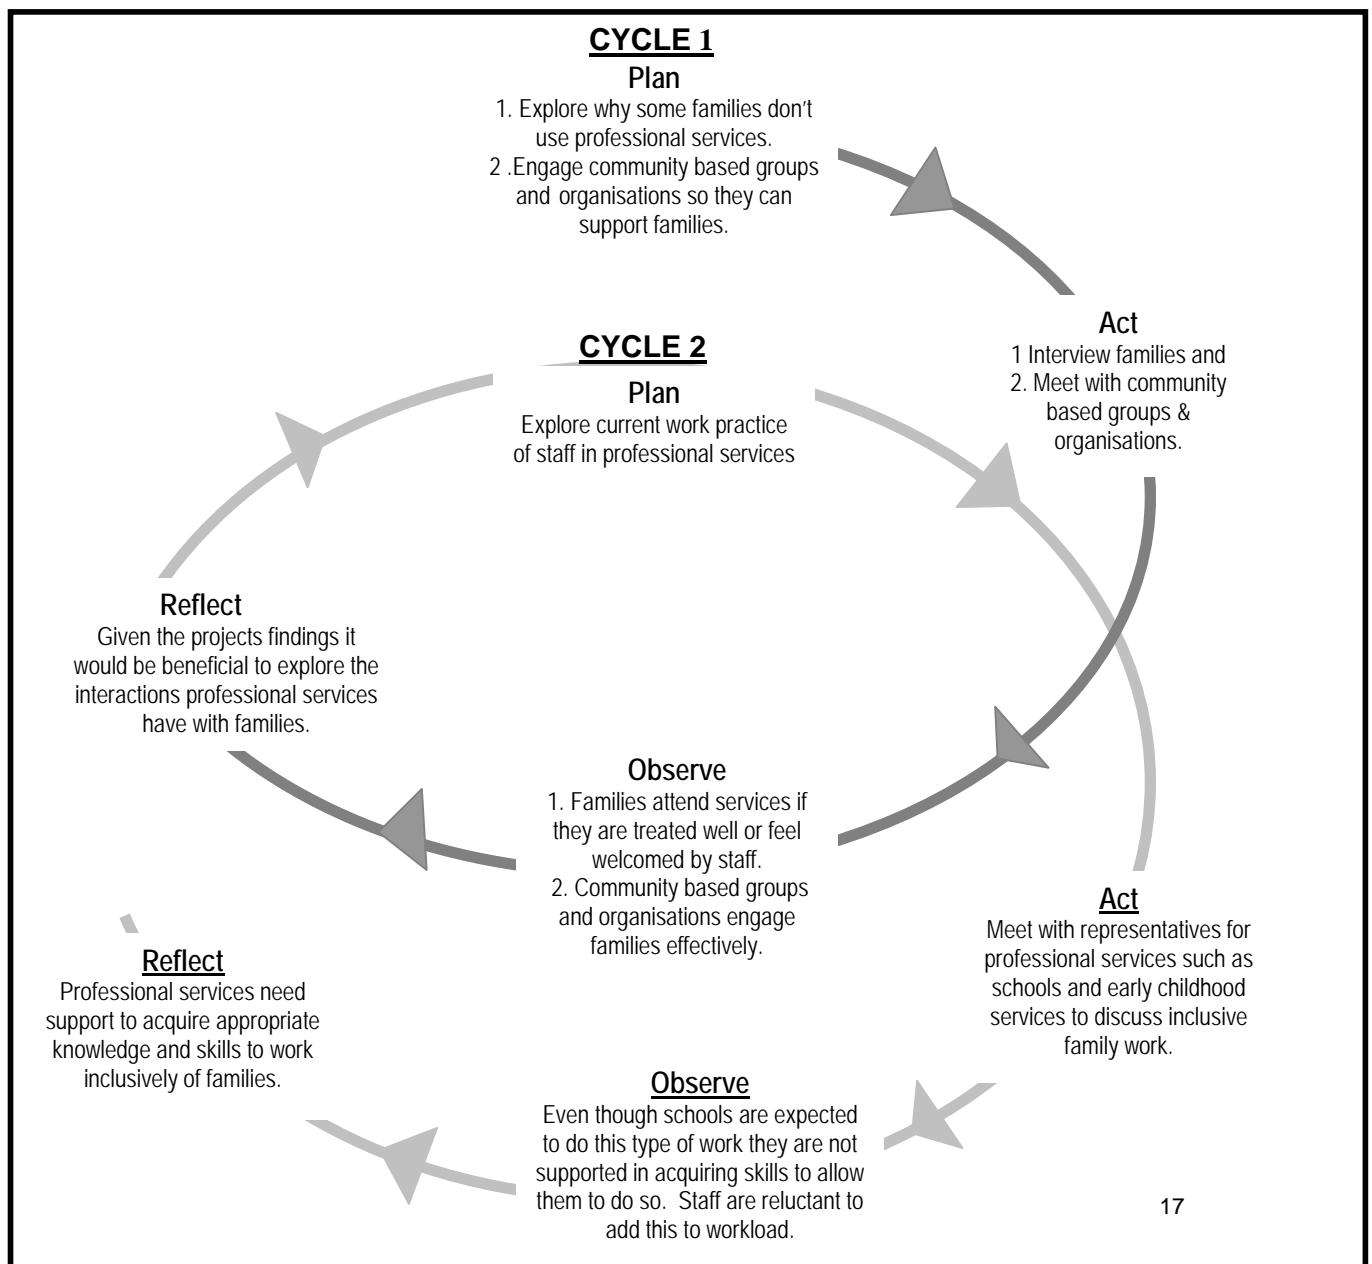 CYCLE 1
Plan
1. Explore why some families don't
use professional services.
2 .Engage community based groups
and organisations so they can
support families.
Act
1 Interview families and
2. Meet with community
based groups &
organisations.
Observe
1. Families attend services if
they are treated well or feel
welcomed by staff.
2. Community based groups
and organisations engage
families effectively.
Reflect
Given the projects findings it
would be beneficial to explore the
interactions professional services
have with families.
CYCLE 2
Plan
Explore current work practice
of staff in professional services
Act
Meet with representatives for
professional services such as
schools and early childhood
services to discuss inclusive
family work.
Observe
Even though schools are expected
to do this type of work they are not
supported in acquiring skills to allow
them to do so. Staff are reluctant to
add this to workload.
Reflect
Professional services need
support to acquire appropriate
knowledge and skills to work
inclusively of families.
17